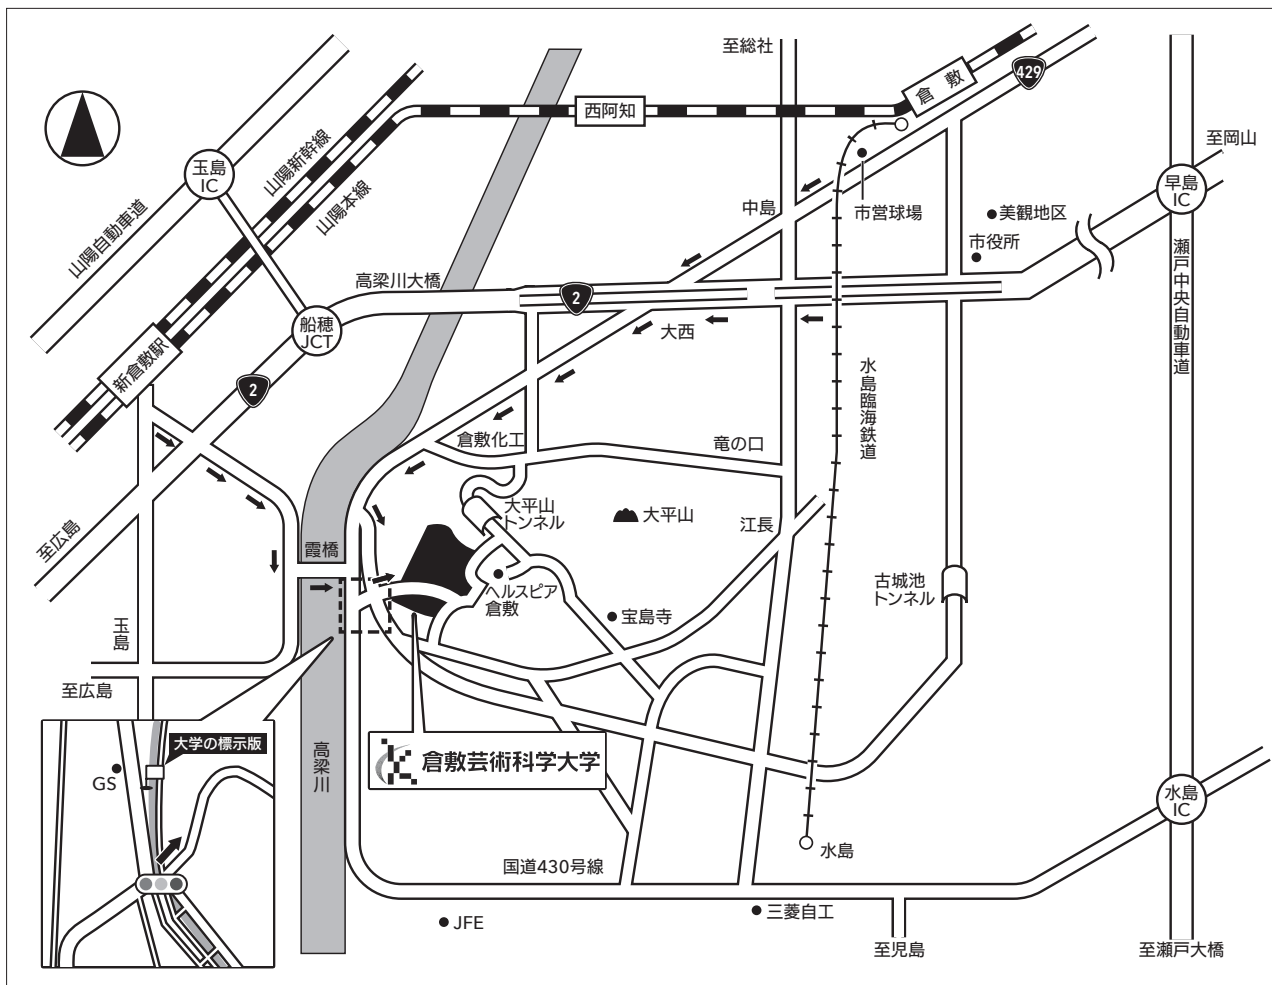 至総社
倉敷
429
西阿知
至岡山
玉島
IC
山陽新幹線
山陽本線
山陽自動車道
早島
IC
中島
市営球場
美観地区
市役所
瀬戸中央自動車道
高梁川大橋
2
船穂
JCT
大西
新倉敷駅
2
水島臨海鉄道
倉敷化工
竜の口
大平山
トンネル
大平山
江長
至広島
霞橋
ヘルスピア
倉敷
古城池
トンネル
宝島寺
玉島
至広島
大学の標示版
GS
高梁川
倉敷芸術科学大学
水島
IC
水島
国道430号線
三菱自工
JFE
至児島
至瀬戸大橋